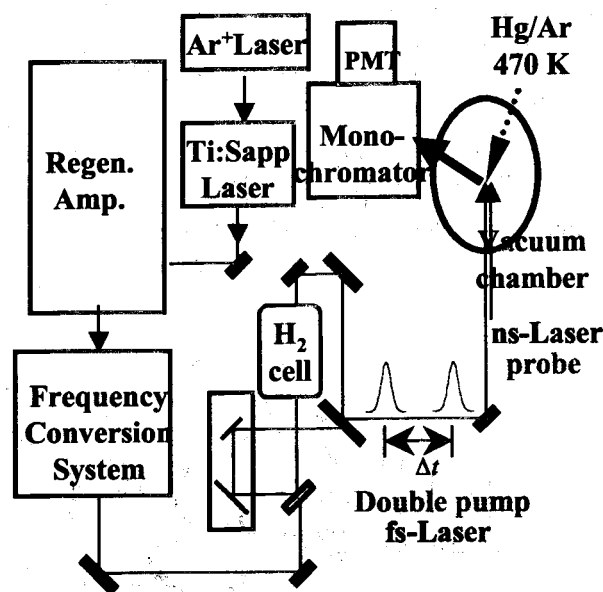 Ar⁺Laser
PMT
Hg/Ar
470 K
Regen.
Amp.
Ti:Sapp
Laser
Mono-
chromator
Vacuum
chamber
H₂
cell
ns-Laser
probe
Frequency
Conversion
System
Δt
Double pump
fs-Laser